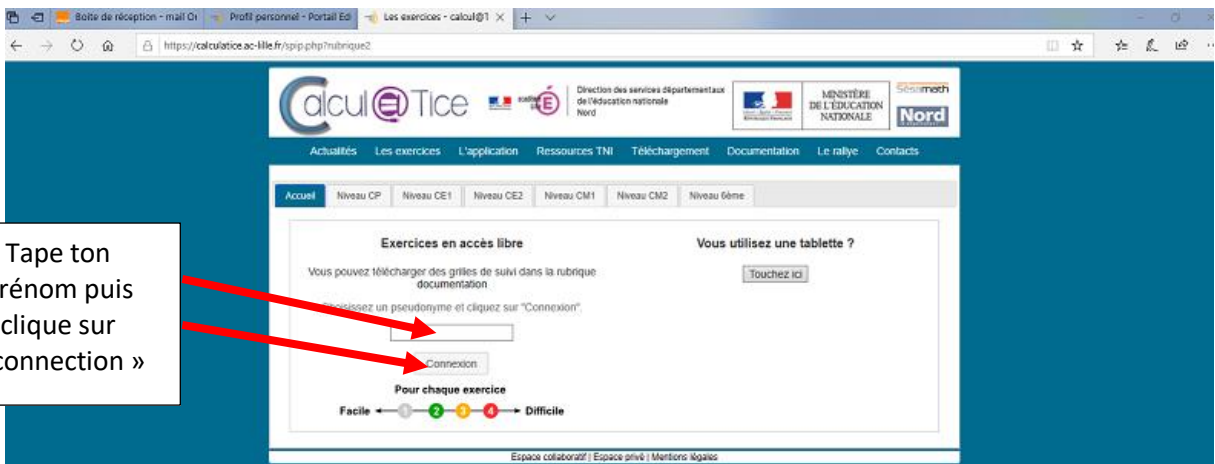 Boite de réception - mail Or
Profil personnel - Portail Edi
Les exercices - calcul@T
https://calculatice.ac-lille.fr/spip.php?rubrique2
Calcul@Tice
Direction des services départementaux
de l'éducation nationale
Nord
MINISTÈRE
DE L'ÉDUCATION
NATIONALE
Sésamath
Nord
Actualités Les exercices L'application Ressources TNI Téléchargement Documentation Le rallye Contacts
Accueil Niveau CP Niveau CE1 Niveau CE2 Niveau CM1 Niveau CM2 Niveau 6ème
Exercices en accès libre
Vous pouvez télécharger des grilles de suivi dans la rubrique
documentation
Choisissez un pseudonyme et cliquez sur "Connexion".
Connexion
Pour chaque exercice
Facile 1 2 3 4 Difficile
Vous utilisez une tablette ?
Touchez ici
Tape ton
rénom puis
clique sur
connection »
Espace collaboratif | Espace privé | Mentions légales